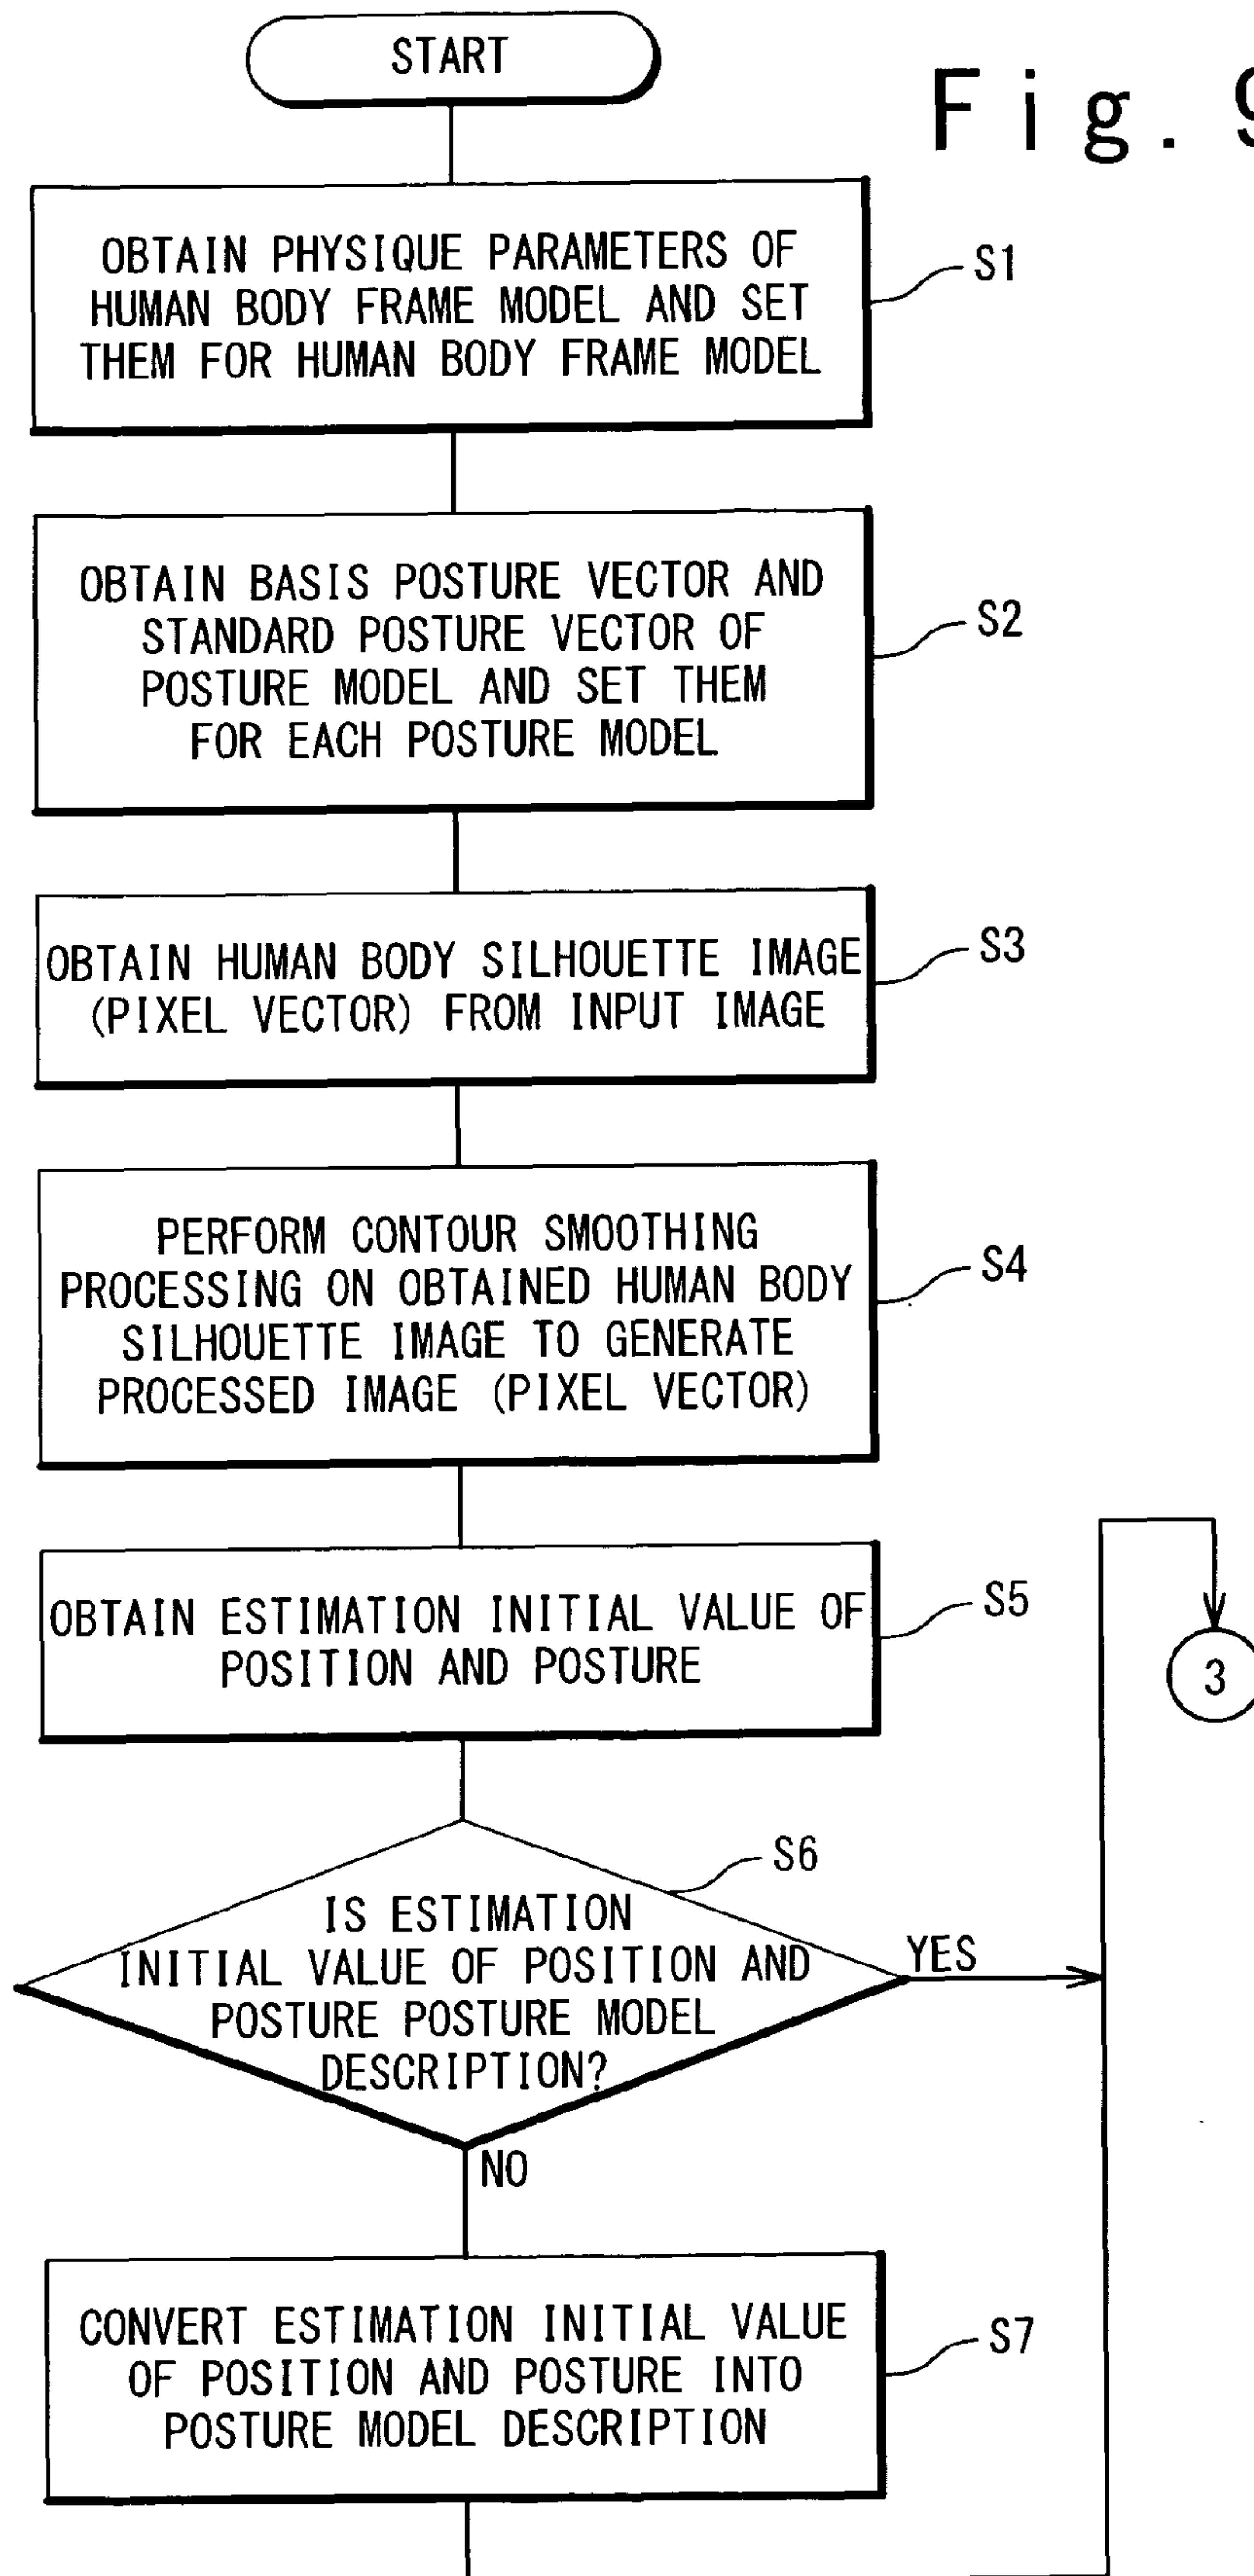 START
Fig. 9
OBTAIN PHYSIQUE PARAMETERS OF
HUMAN BODY FRAME MODEL AND SET
THEM FOR HUMAN BODY FRAME MODEL
S1
OBTAIN BASIS POSTURE VECTOR AND
STANDARD POSTURE VECTOR OF
POSTURE MODEL AND SET THEM
FOR EACH POSTURE MODEL
S2
OBTAIN HUMAN BODY SILHOUETTE IMAGE
(PIXEL VECTOR) FROM INPUT IMAGE
S3
PERFORM CONTOUR SMOOTHING
PROCESSING ON OBTAINED HUMAN BODY
SILHOUETTE IMAGE TO GENERATE
PROCESSED IMAGE (PIXEL VECTOR)
S4
OBTAIN ESTIMATION INITIAL VALUE OF
POSITION AND POSTURE
S5
3
S6
IS ESTIMATION
INITIAL VALUE OF POSITION AND
POSTURE POSTURE MODEL
DESCRIPTION?
YES
NO
CONVERT ESTIMATION INITIAL VALUE
OF POSITION AND POSTURE INTO
POSTURE MODEL DESCRIPTION
S7